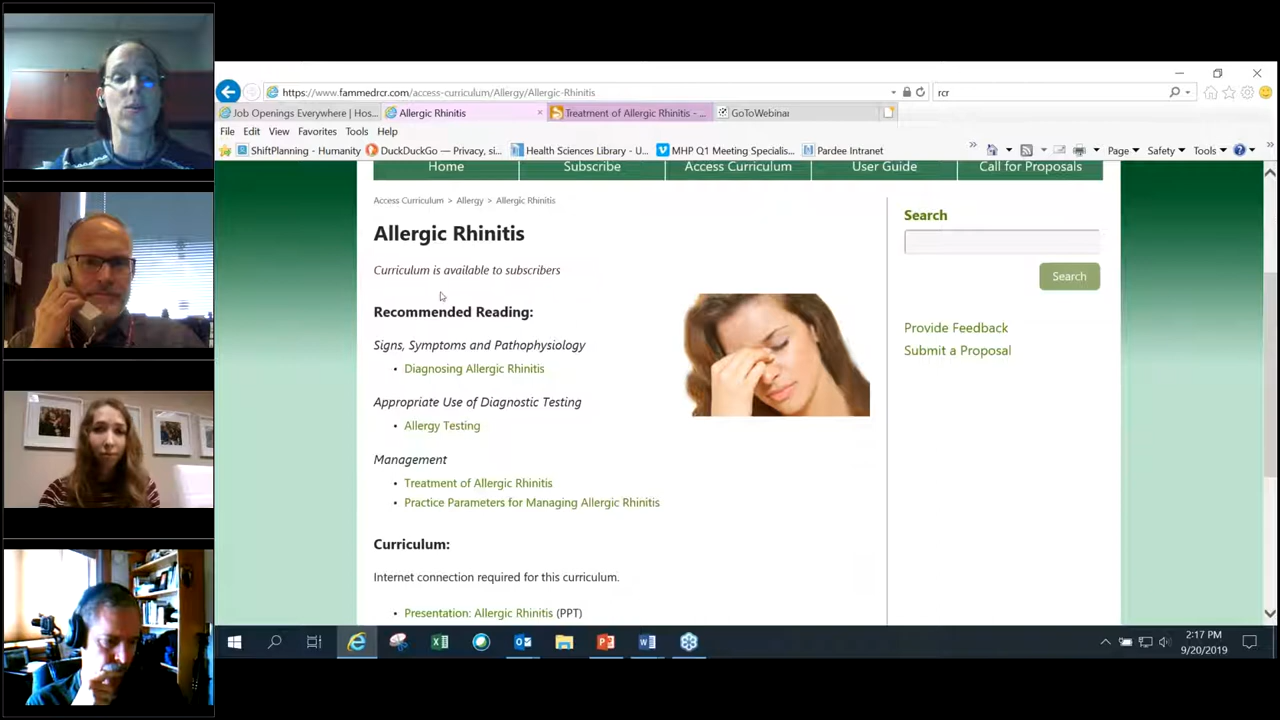 https://www.fammedrcr.com/access-curriculum/Allergy/Allergic-Rhinitis
rcr
Job Openings Everywhere | Hos...
Allergic Rhinitis
Treatment of Allergic Rhinitis - ...
GoToWebinar
File Edit View Favorites Tools Help
ShiftPlanning - Humanity
DuckDuckGo — Privacy, si...
Health Sciences Library - U...
MHP Q1 Meeting Specialis...
Pardee Intranet
Page
Safety
Tools
Home
Subscribe
Access Curriculum
User Guide
Call for Proposals
Access Curriculum > Allergy > Allergic Rhinitis
Allergic Rhinitis
Curriculum is available to subscribers
Recommended Reading:
Signs, Symptoms and Pathophysiology
• Diagnosing Allergic Rhinitis
Appropriate Use of Diagnostic Testing
• Allergy Testing
Management
• Treatment of Allergic Rhinitis
• Practice Parameters for Managing Allergic Rhinitis
Curriculum:
Internet connection required for this curriculum.
• Presentation: Allergic Rhinitis (PPT)
Search
Search
Provide Feedback
Submit a Proposal
2:17 PM
9/20/2019